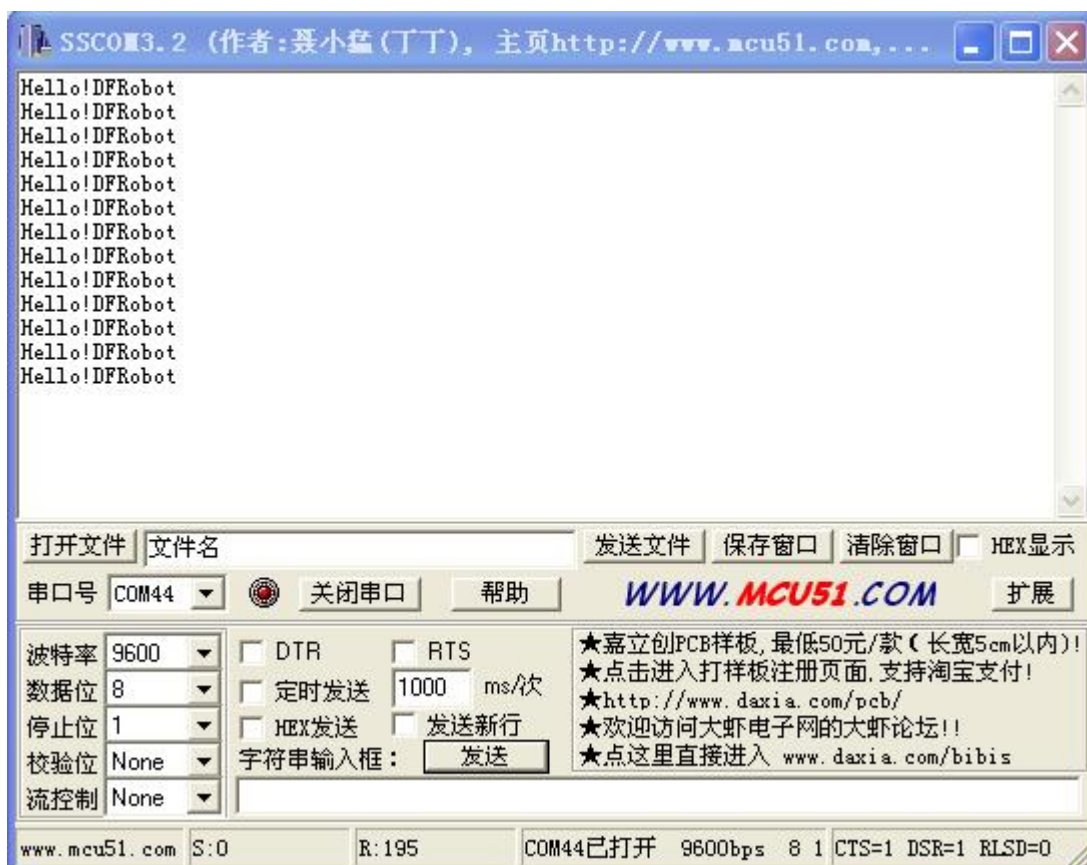 SSCOM3.2 (作者:聂小猛(丁丁), 主页http://www.mcu51.com,...
Hello!DFRobot
Hello!DFRobot
Hello!DFRobot
Hello!DFRobot
Hello!DFRobot
Hello!DFRobot
Hello!DFRobot
Hello!DFRobot
Hello!DFRobot
Hello!DFRobot
Hello!DFRobot
Hello!DFRobot
Hello!DFRobot
打开文件 文件名 发送文件 保存窗口 清除窗口 HEX显示
串口号 COM44 关闭串口 帮助 WWW.MCU51.COM 扩展
波特率 9600 DTR RTS
数据位 8 定时发送 1000 ms/次
停止位 1 HEX发送 发送新行
校验位 None 字符串输入框: 发送
流控制 None
★嘉立创PCB样板,最低50元/款(长宽5cm以内)!
★点击进入打样板注册页面,支持淘宝支付!
★http://www.daxia.com/pcb/
★欢迎访问大虾电子网的大虾论坛!!
★点这里直接进入 www.daxia.com/bibis
www.mcu51.com S:0 R:195 COM44已打开 9600bps 8 1 CTS=1 DSR=1 RLSD=0